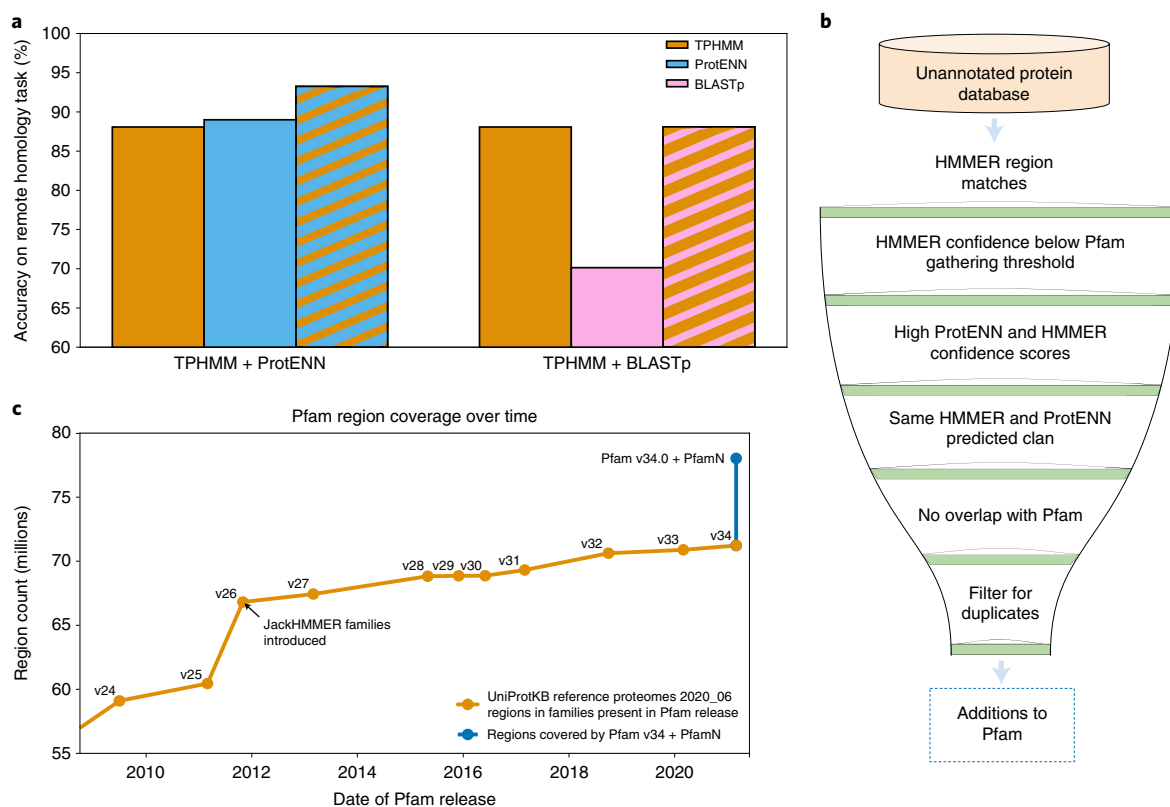 a
Accuracy on remote homology task (%)
100
95
90
85
80
75
70
65
60
TPHMM
ProtENN
BLASTp
TPHMM + ProtENN
TPHMM + BLASTp
b
Unannotated protein
database
HMMER region
matches
HMMER confidence below Pfam
gathering threshold
High ProtENN and HMMER
confidence scores
Same HMMER and ProtENN
predicted clan
No overlap with Pfam
Filter for
duplicates
Additions to
Pfam
c
Pfam region coverage over time
Region count (millions)
80
75
70
65
60
55
v24
v25
v26
v27
v28
v29
v30
v31
v32
v33
v34
Pfam v34.0 + PfamN
JackHMMER families
introduced
UniProtKB reference proteomes 2020_06
regions in families present in Pfam release
Regions covered by Pfam v34 + PfamN
2010
2012
2014
2016
2018
2020
Date of Pfam release